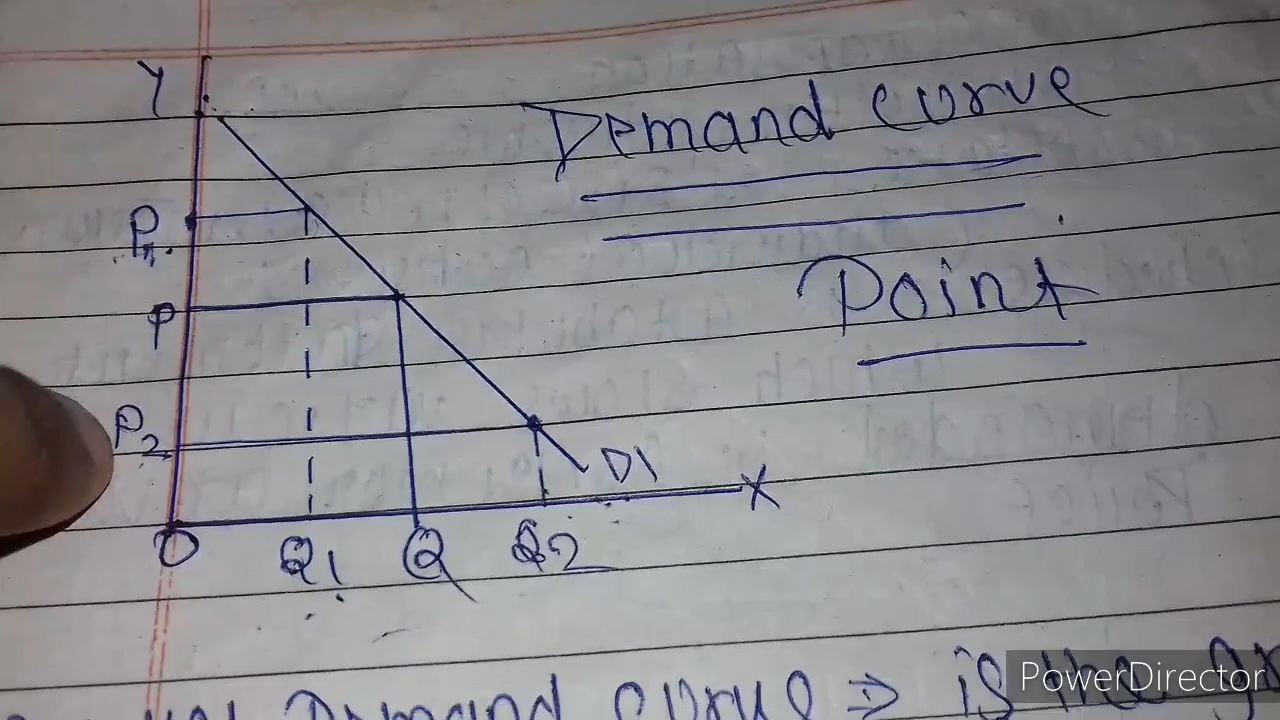 Y
Demand curve
P1
Point
P
P2
D1
X
O Q1 Q Q2
Demand curve ⇒ is the
PowerDirector